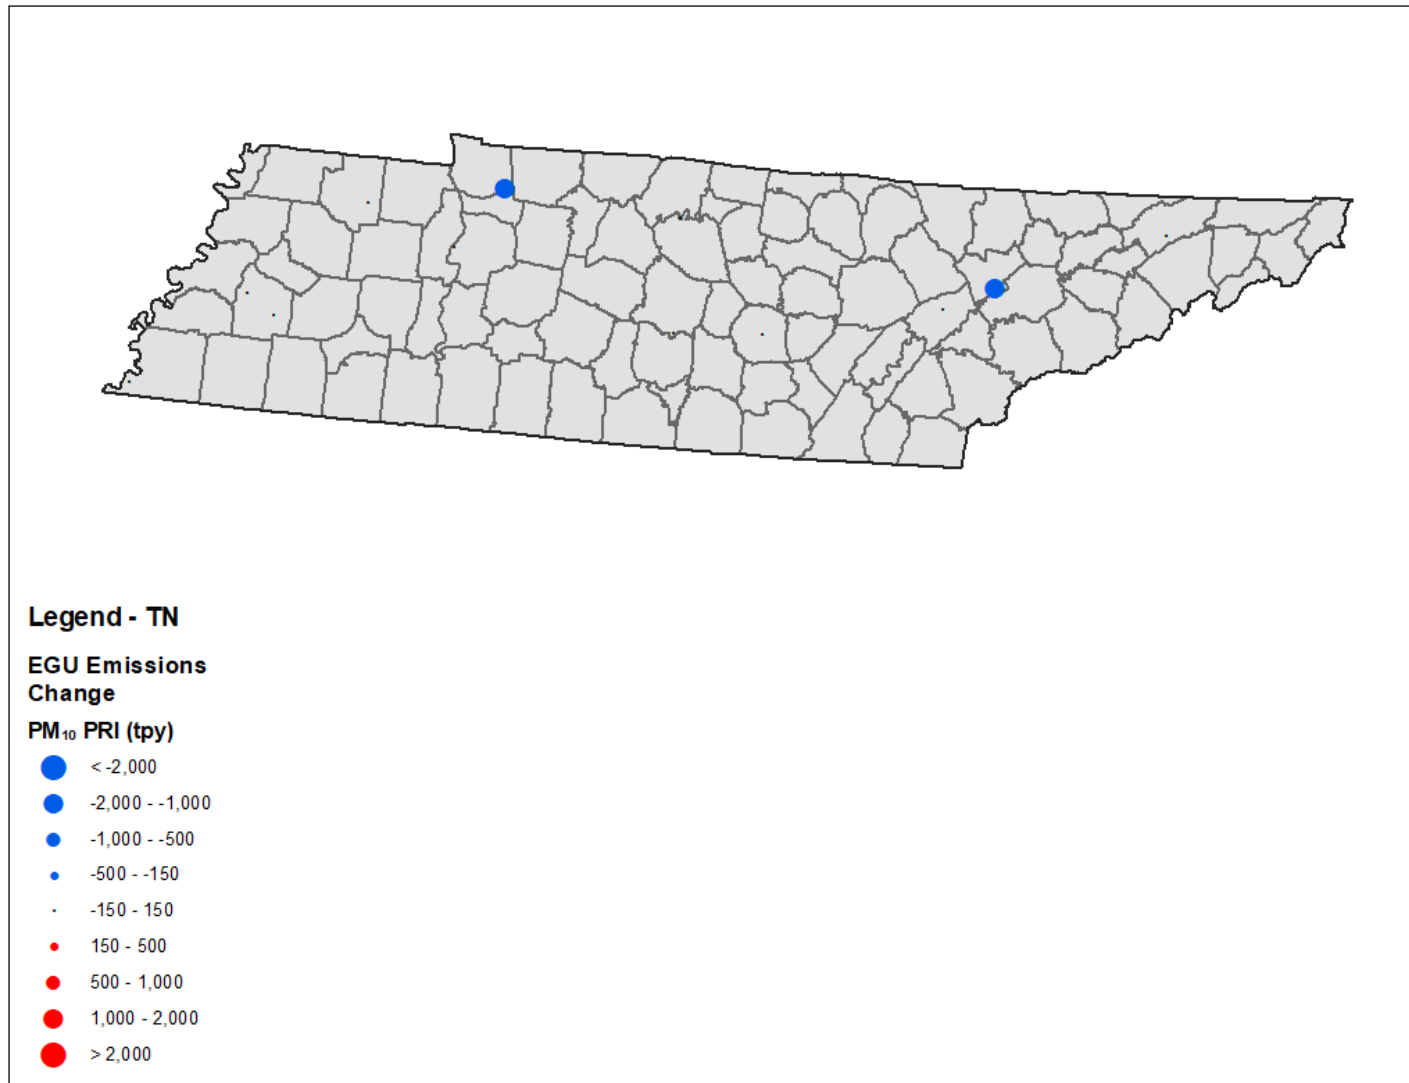 Legend - TN
EGU Emissions
Change
PM₁₀ PRI (tpy)
< -2,000
-2,000 - -1,000
-1,000 - -500
-500 - -150
-150 - 150
150 - 500
500 - 1,000
1,000 - 2,000
> 2,000